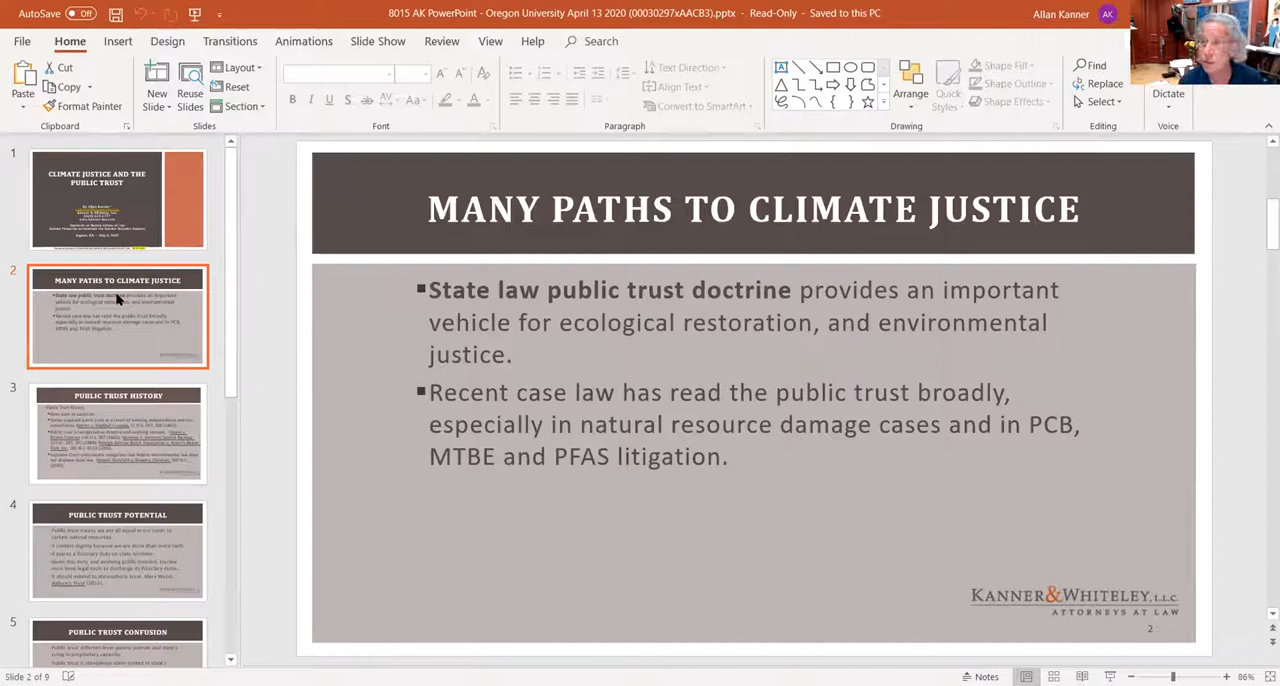 AutoSave Off
8015 AK PowerPoint - Oregon University April 13 2020 (00030297xAACB3).pptx - Read-Only - Saved to this PC
Allan Kanner AK
File Home Insert Design Transitions Animations Slide Show Review View Help Search
Paste
Cut
Copy
Format Painter
Clipboard
New Slide
Reuse Slides
Layout
Reset
Section
Slides
Font
Text Direction
Align Text
Convert to SmartArt
Paragraph
Arrange
Quick Styles
Shape Fill
Shape Outline
Shape Effects
Drawing
Find
Replace
Select
Editing
Dictate
Voice
1
CLIMATE JUSTICE AND THE
PUBLIC TRUST
2
MANY PATHS TO CLIMATE JUSTICE
3
PUBLIC TRUST HISTORY
4
PUBLIC TRUST POTENTIAL
5
PUBLIC TRUST CONFUSION
MANY PATHS TO CLIMATE JUSTICE
▪State law public trust doctrine provides an important
vehicle for ecological restoration, and environmental
justice.
▪Recent case law has read the public trust broadly,
especially in natural resource damage cases and in PCB,
MTBE and PFAS litigation.
KANNER&WHITELEY, L.L.C.
ATTORNEYS AT LAW
2
Slide 2 of 9
Notes
86%